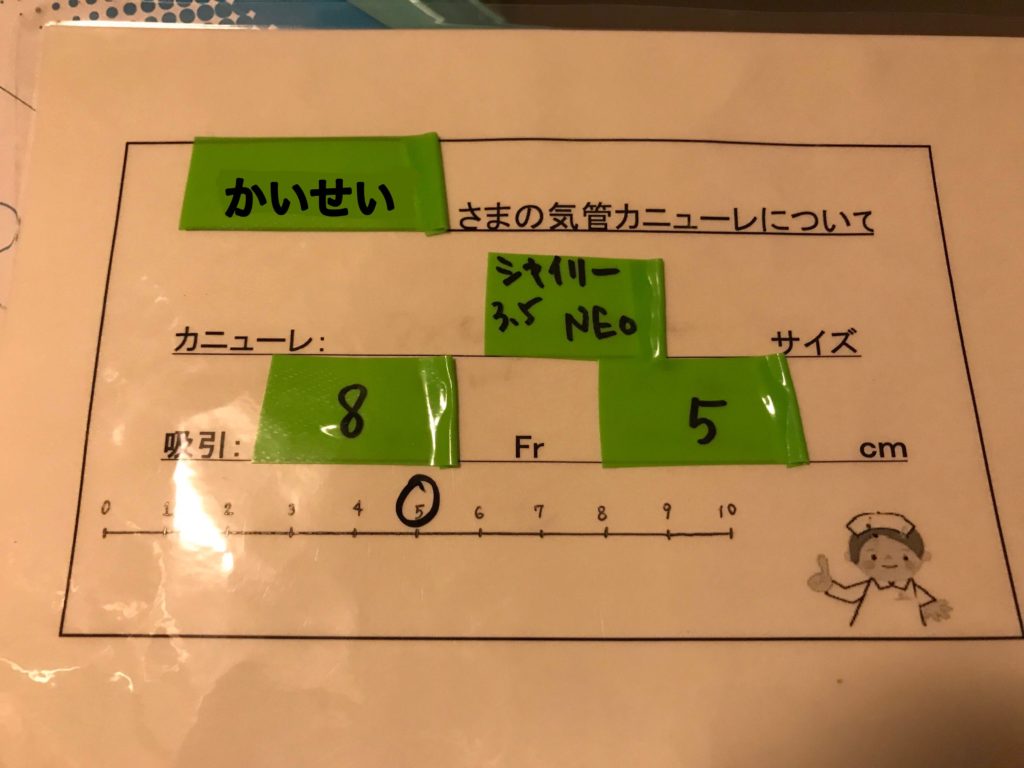 かいせい さまの気管カニューレについて
シャイリー
3.5 NEO
カニューレ: サイズ
吸引: 8 Fr 5 cm
0 1 2 3 4 5 6 7 8 9 10